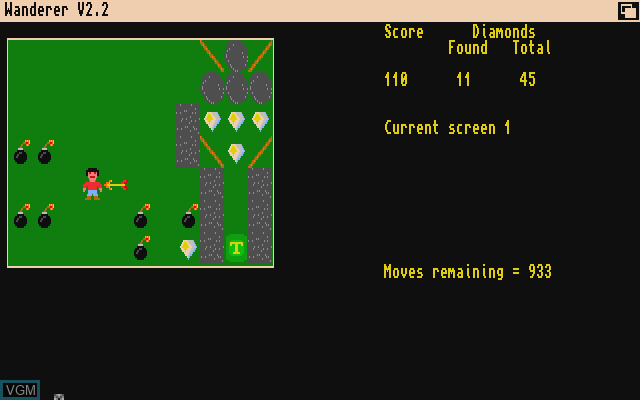 Wanderer V2.2
Score Diamonds
Found Total
110 11 45
Current screen 1
T
Moves remaining = 933
VGM